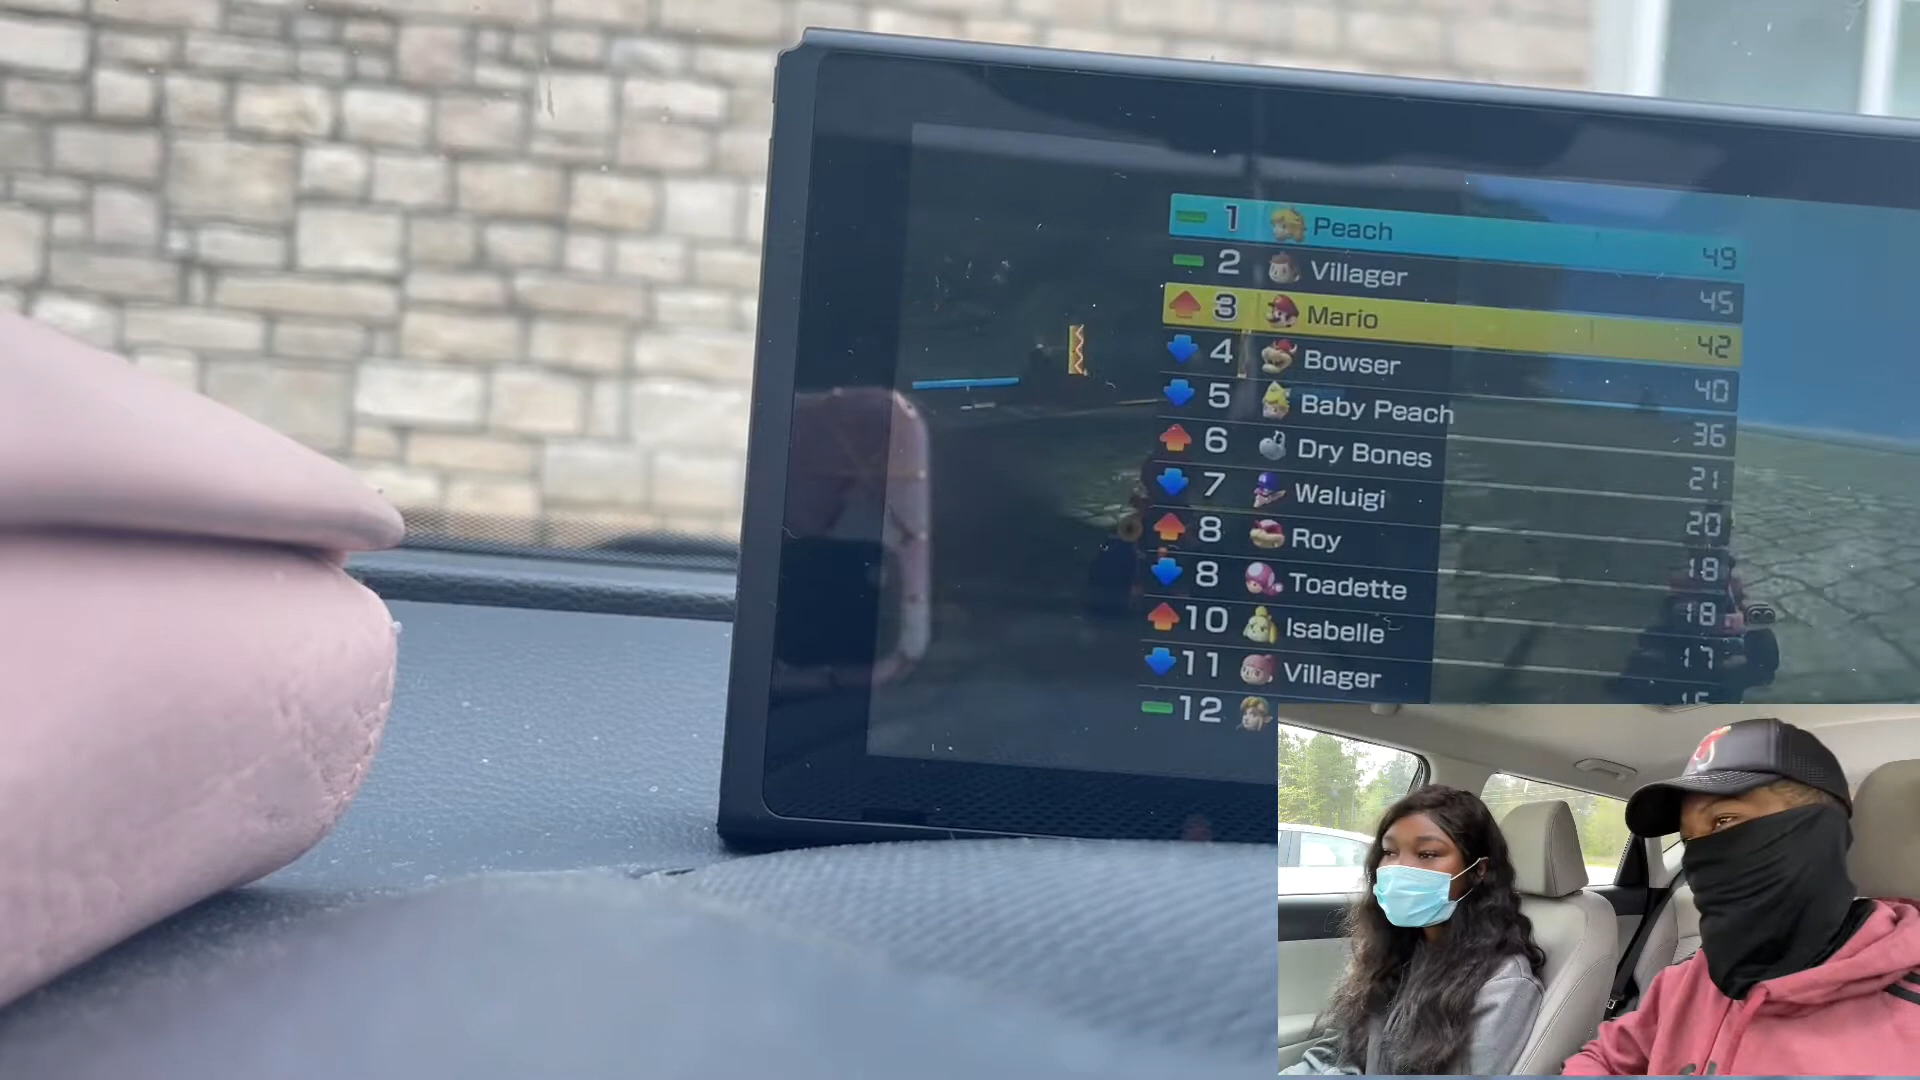 1 Peach 49
2 Villager 45
3 Mario 42
4 Bowser 40
5 Baby Peach 36
6 Dry Bones 21
7 Waluigi 20
8 Roy 18
8 Toadette 18
10 Isabelle 17
11 Villager
12